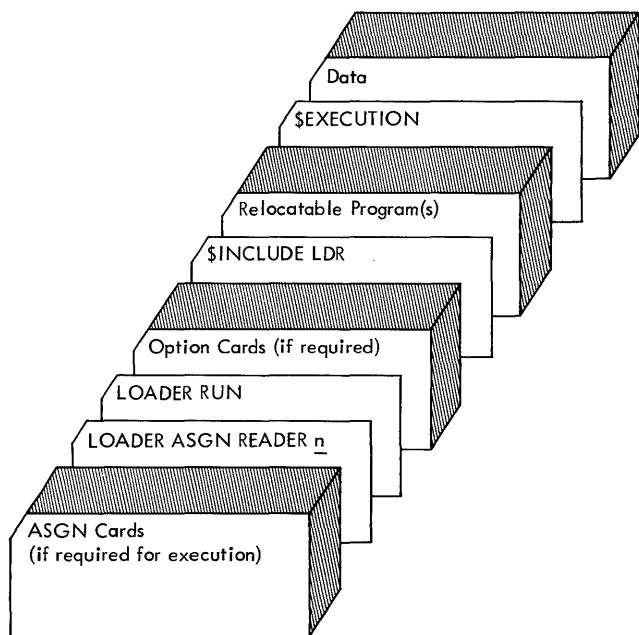 Data
$EXECUTION
Relocatable Program(s)
$INCLUDE LDR
Option Cards (if required)
LOADER RUN
LOADER ASGN READER n
ASGN Cards
(if required for execution)